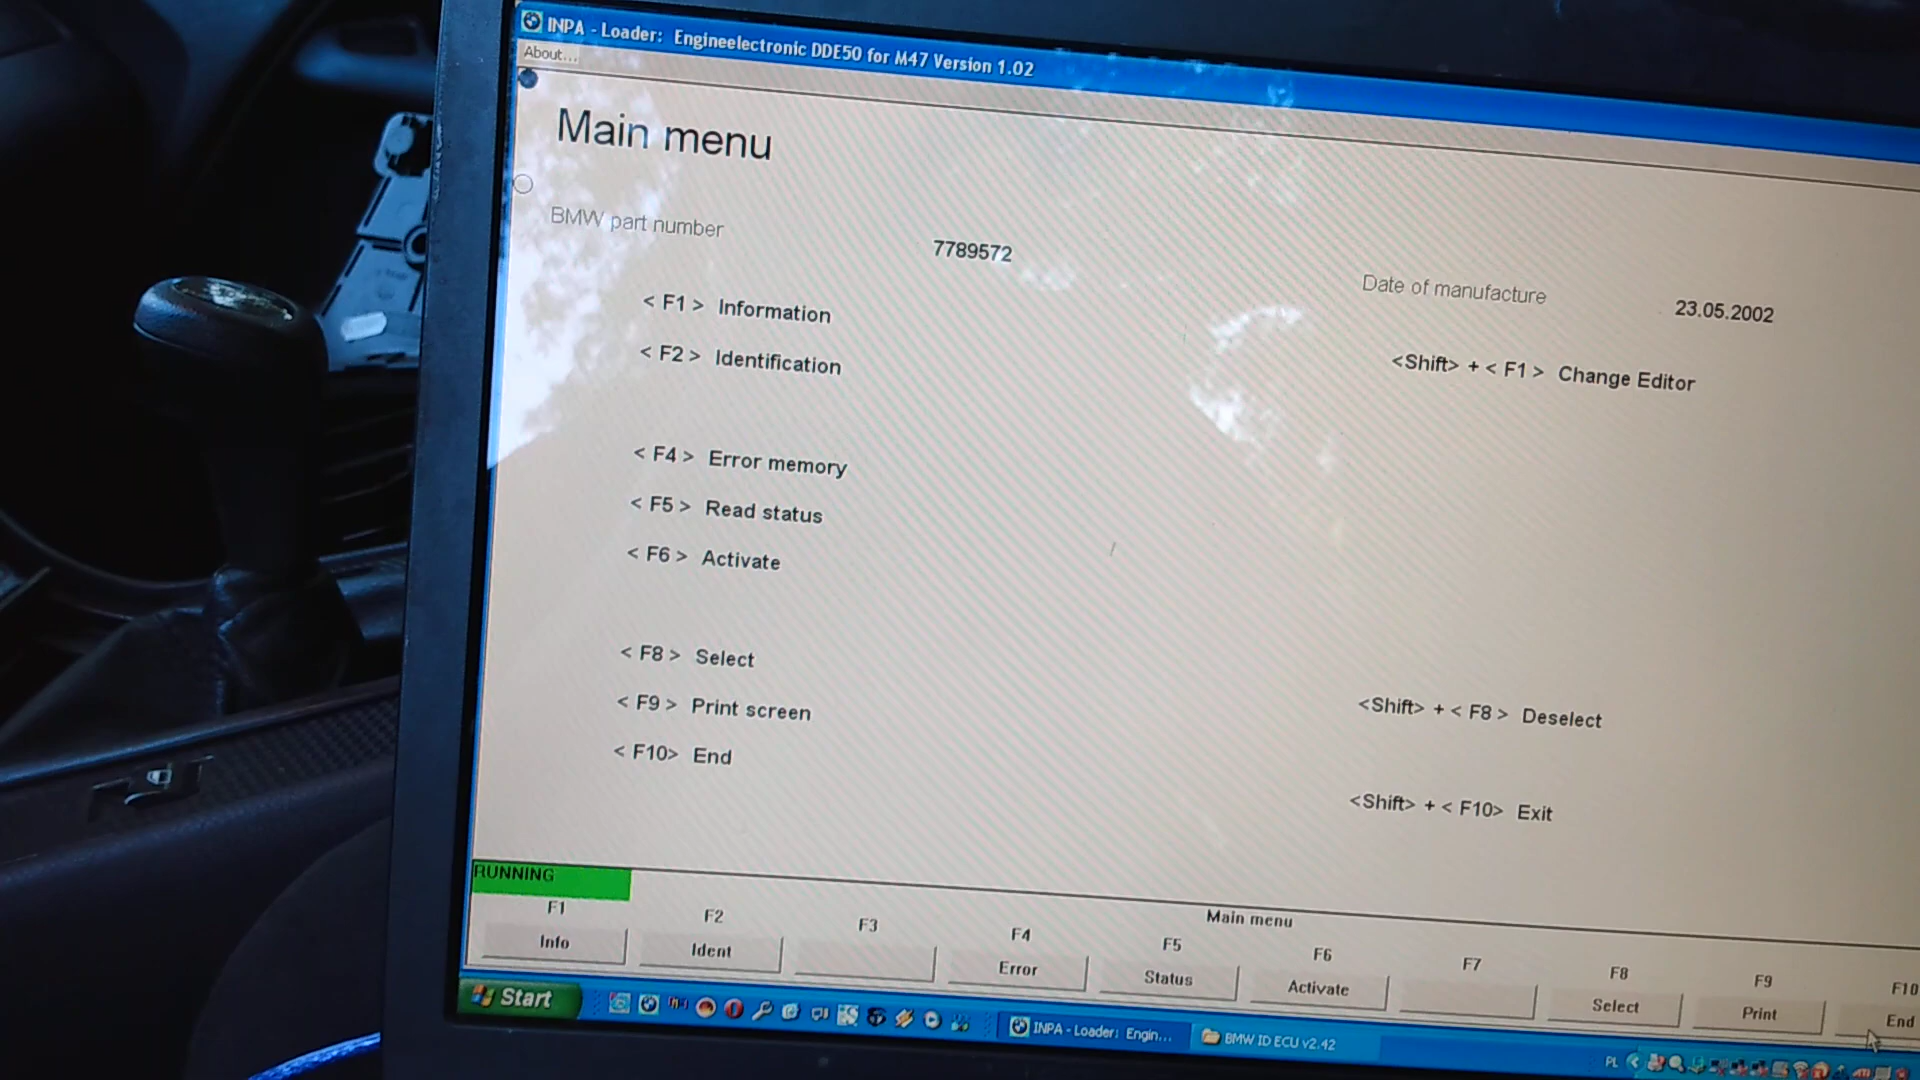 INPA - Loader: Engineelectronic DDE50 for M47 Version 1.02
About...
Main menu
BMW part number 7789572
Date of manufacture 23.05.2002
< F1 > Information
<Shift> + < F1 > Change Editor
< F2 > Identification
< F4 > Error memory
< F5 > Read status
< F6 > Activate
< F8 > Select
<Shift> + < F8 > Deselect
< F9 > Print screen
< F10> End
<Shift> + < F10> Exit
RUNNING
Main menu
F1 F2 F3 F4 F5 F6 F7 F8 F9 F10
Info Ident Error Status Activate Select Print End
Start INPA - Loader: Engin... BMW ID ECU v2.42 PL